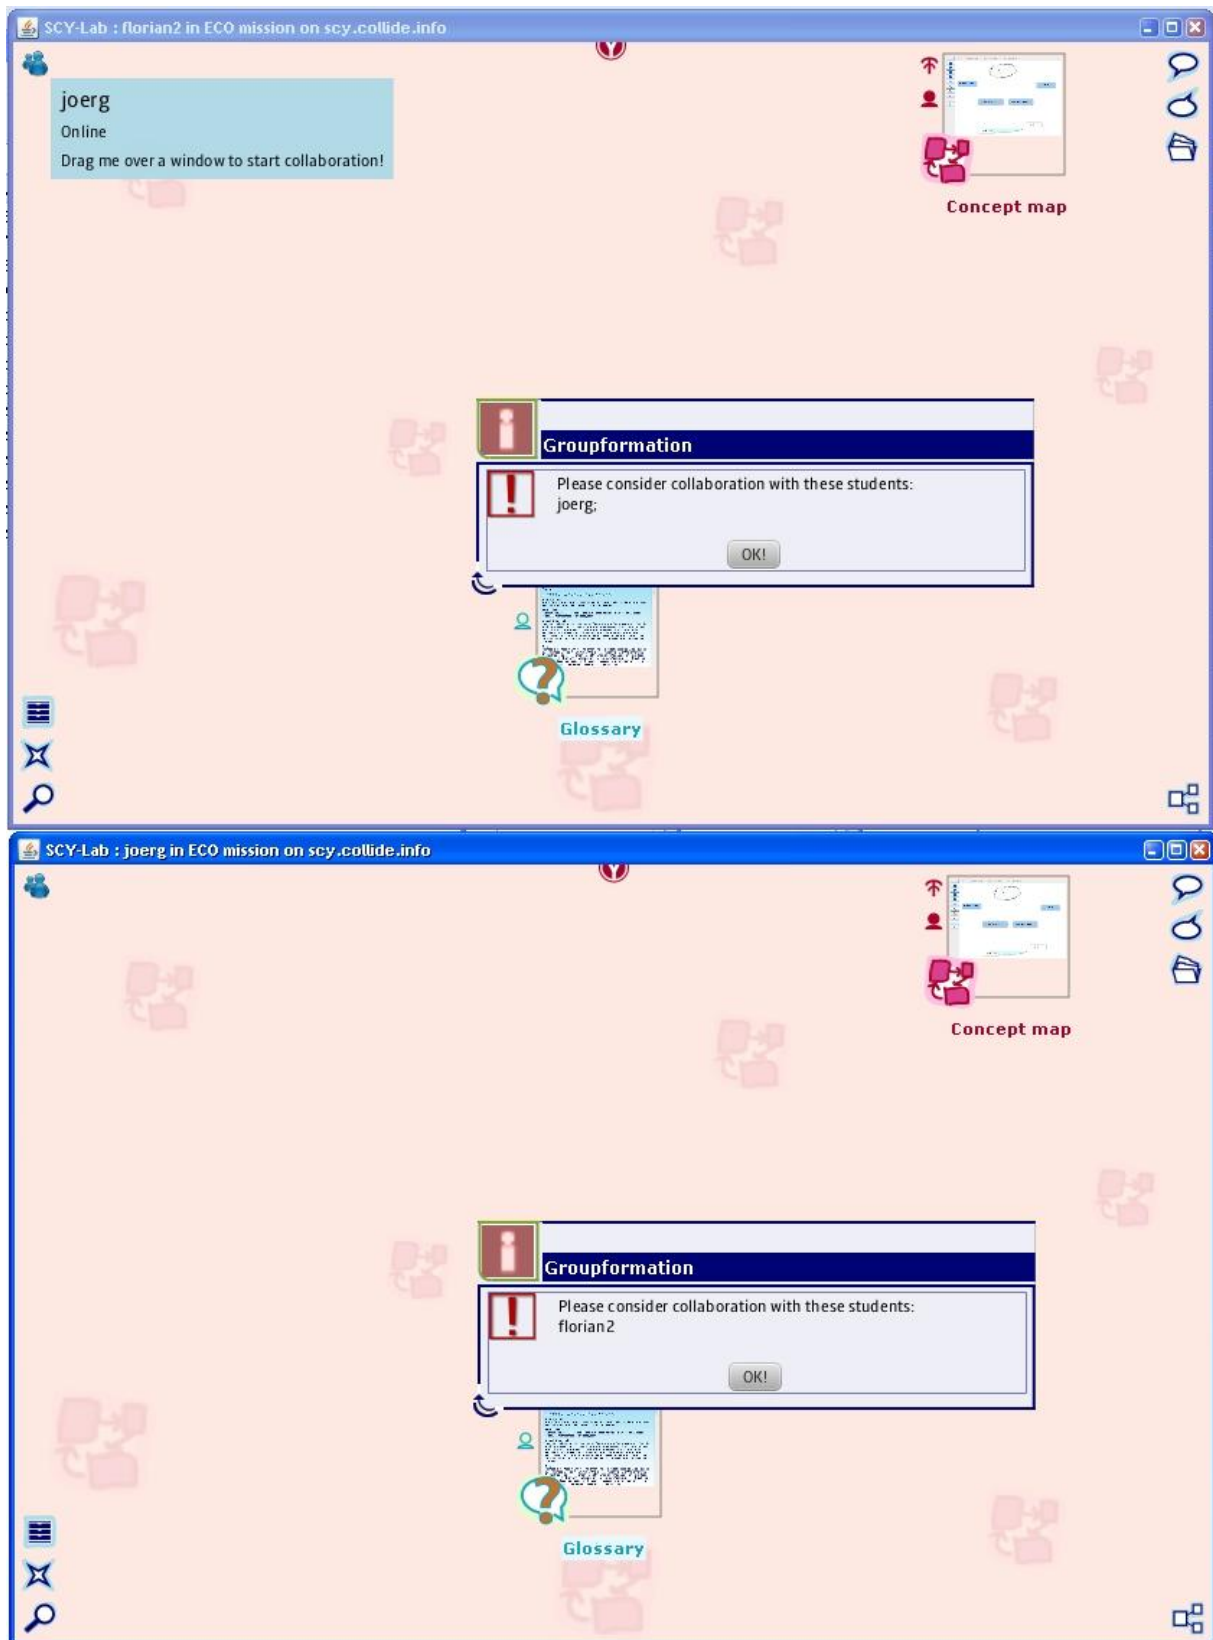 SCY-Lab : florian2 in ECO mission on scy.collide.info
joerg
Online
Drag me over a window to start collaboration!
Concept map
Groupformation
Please consider collaboration with these students:
joerg;
OK!
Glossary
SCY-Lab : joerg in ECO mission on scy.collide.info
Concept map
Groupformation
Please consider collaboration with these students:
florian2
OK!
Glossary